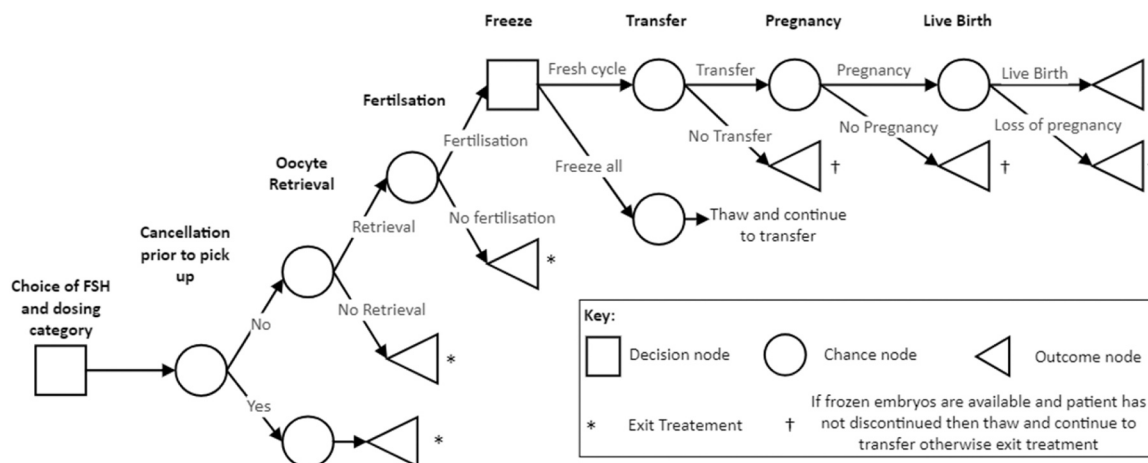 Freeze
Transfer
Pregnancy
Live Birth
Fresh cycle
Transfer
Pregnancy
Live Birth
Fertilsation
Fertilisation
No Transfer
No Pregnancy
Loss of pregnancy
Oocyte
Retrieval
Freeze all
†
†
Retrieval
No fertilisation
Thaw and continue
to transfer
Cancellation
prior to pick
up
*
Choice of FSH
and dosing
category
No
No Retrieval
*
Yes
*
Key:
Decision node
Chance node
Outcome node
* Exit Treatement
† If frozen embryos are available and patient has
not discontinued then thaw and continue to
transfer otherwise exit treatment